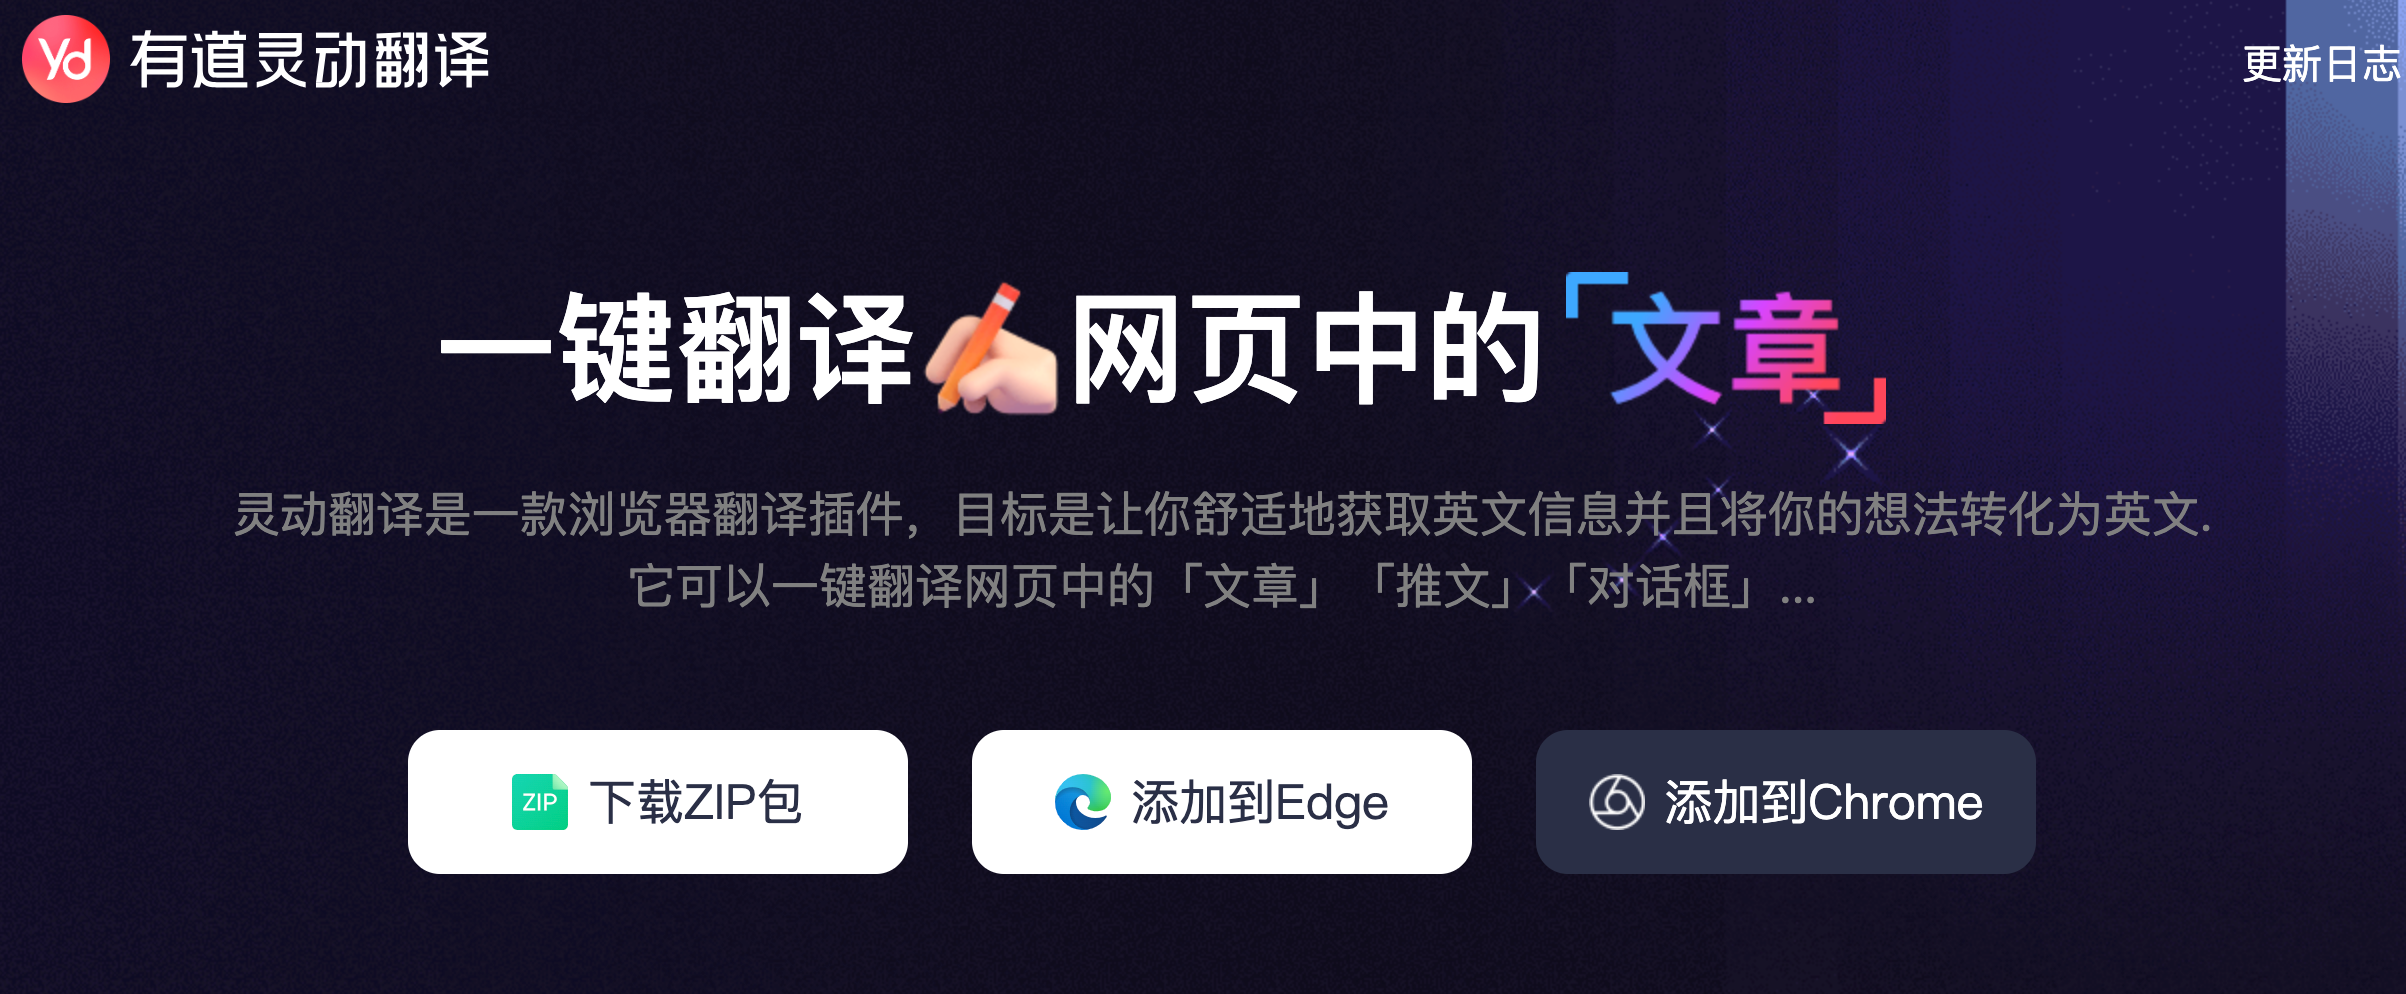 Yd 有道灵动翻译
更新日志
一键翻译✍🏻网页中的「文章」
灵动翻译是一款浏览器翻译插件，目标是让你舒适地获取英文信息并且将你的想法转化为英文.
它可以一键翻译网页中的「文章」「推文」「对话框」...
ZIP 下载ZIP包
添加到Edge
添加到Chrome